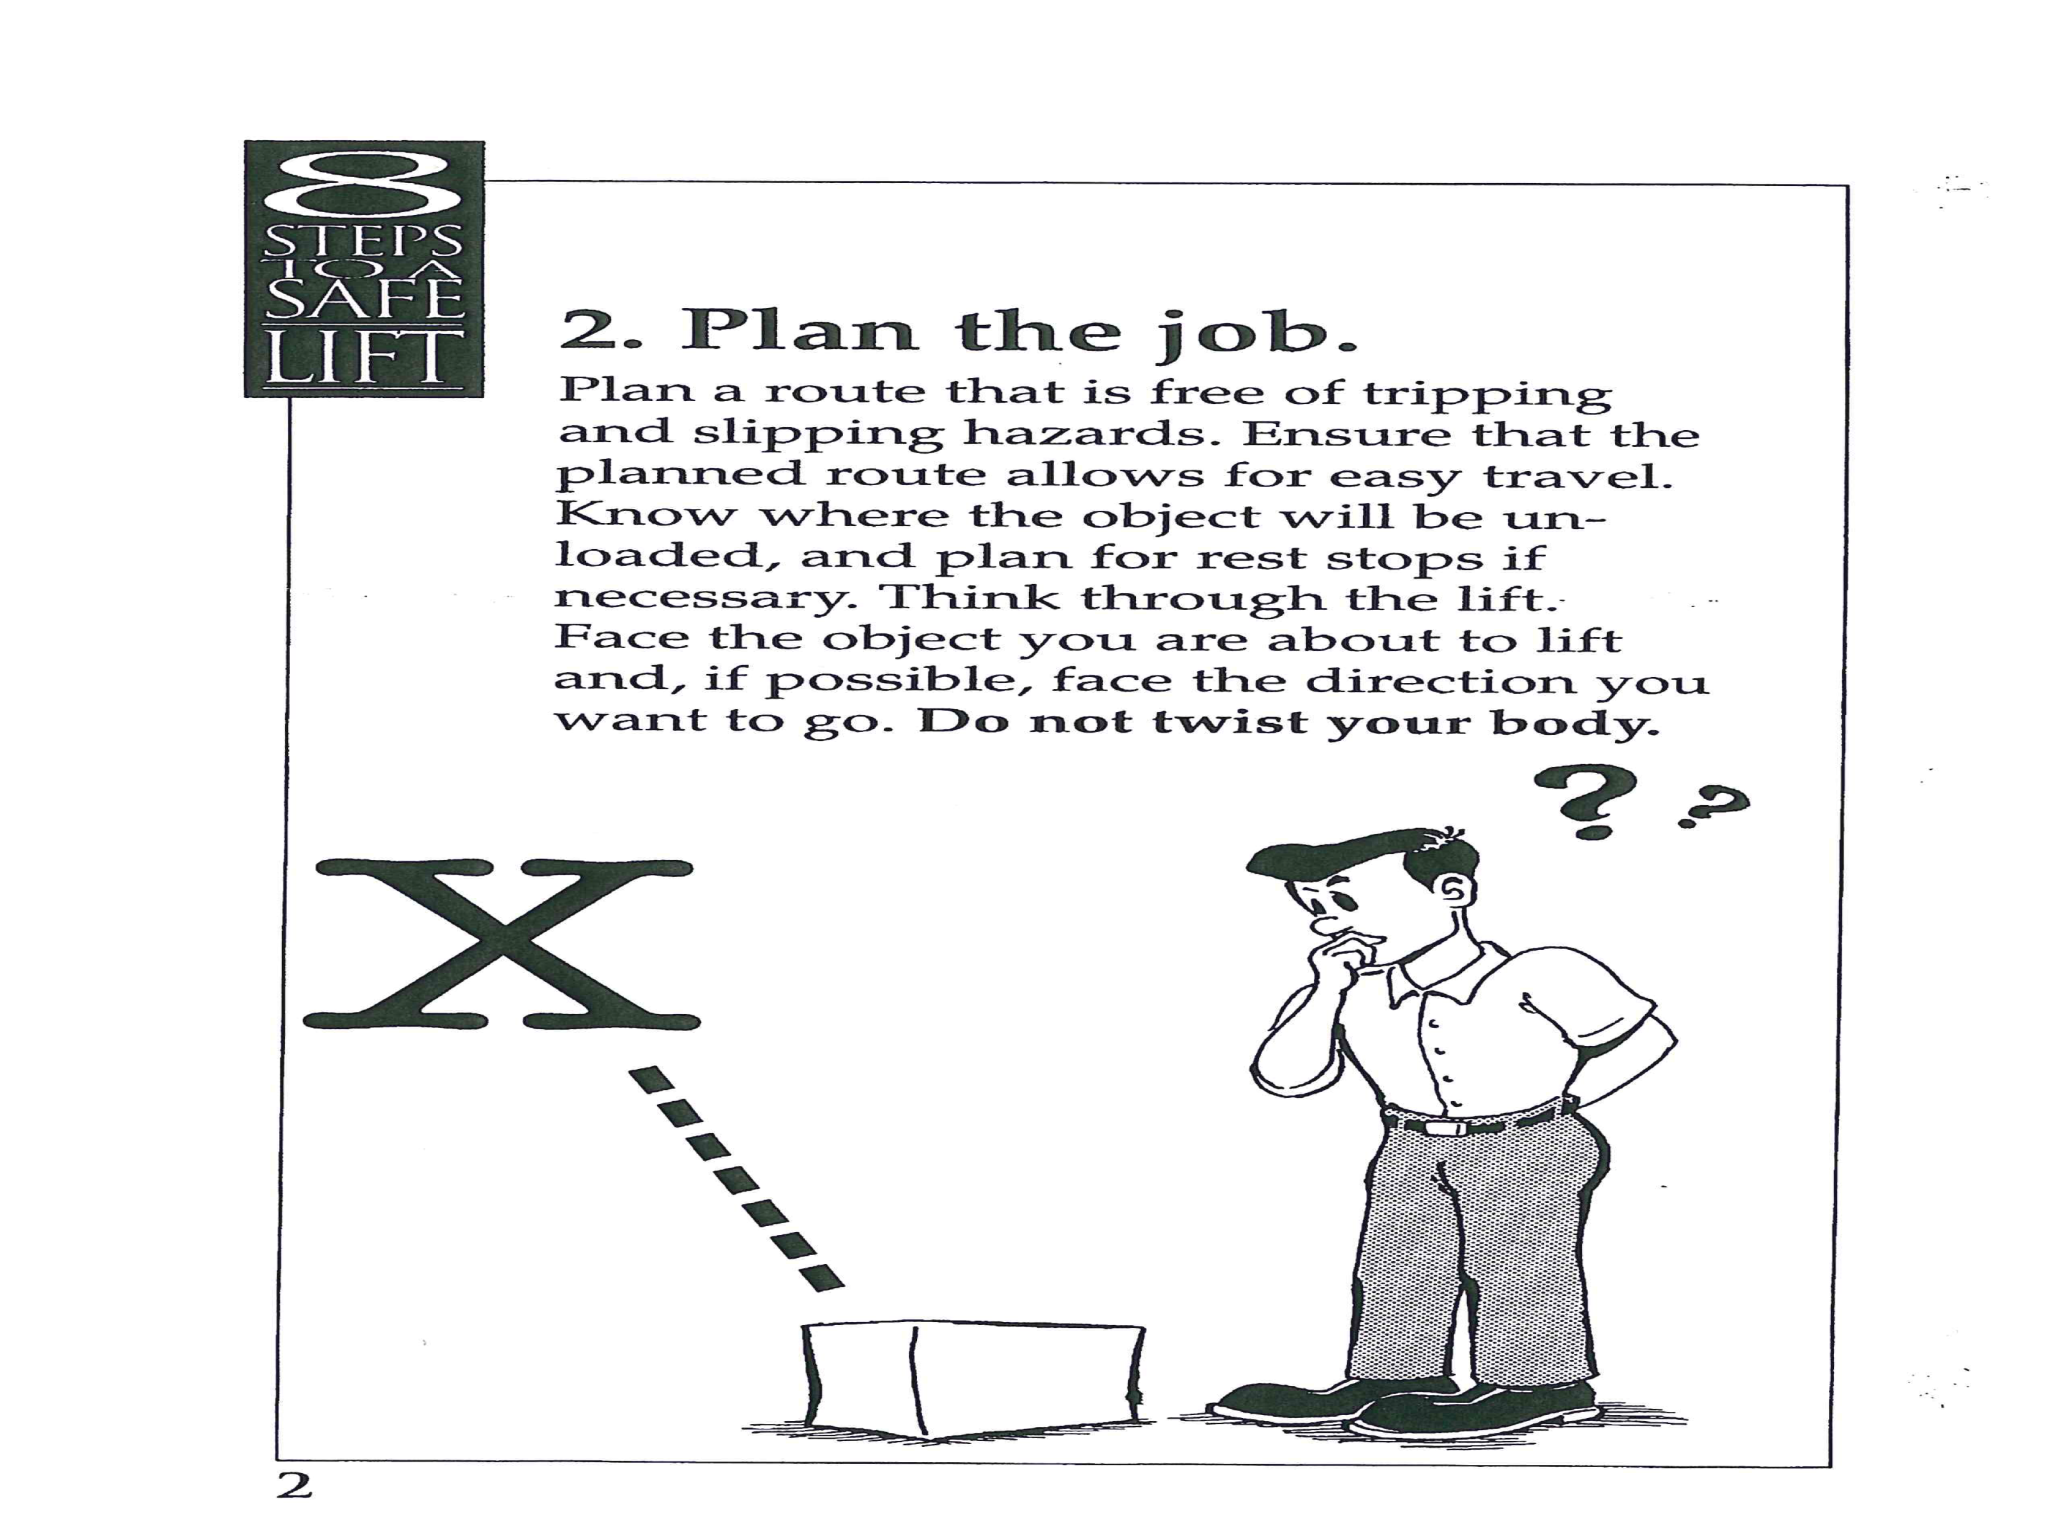 8
STEPS
TO A
SAFE
LIFT
2. Plan the job.
Plan a route that is free of tripping
and slipping hazards. Ensure that the
planned route allows for easy travel.
Know where the object will be un-
loaded, and plan for rest stops if
necessary. Think through the lift.
Face the object you are about to lift
and, if possible, face the direction you
want to go. Do not twist your body.
? ?
X
2